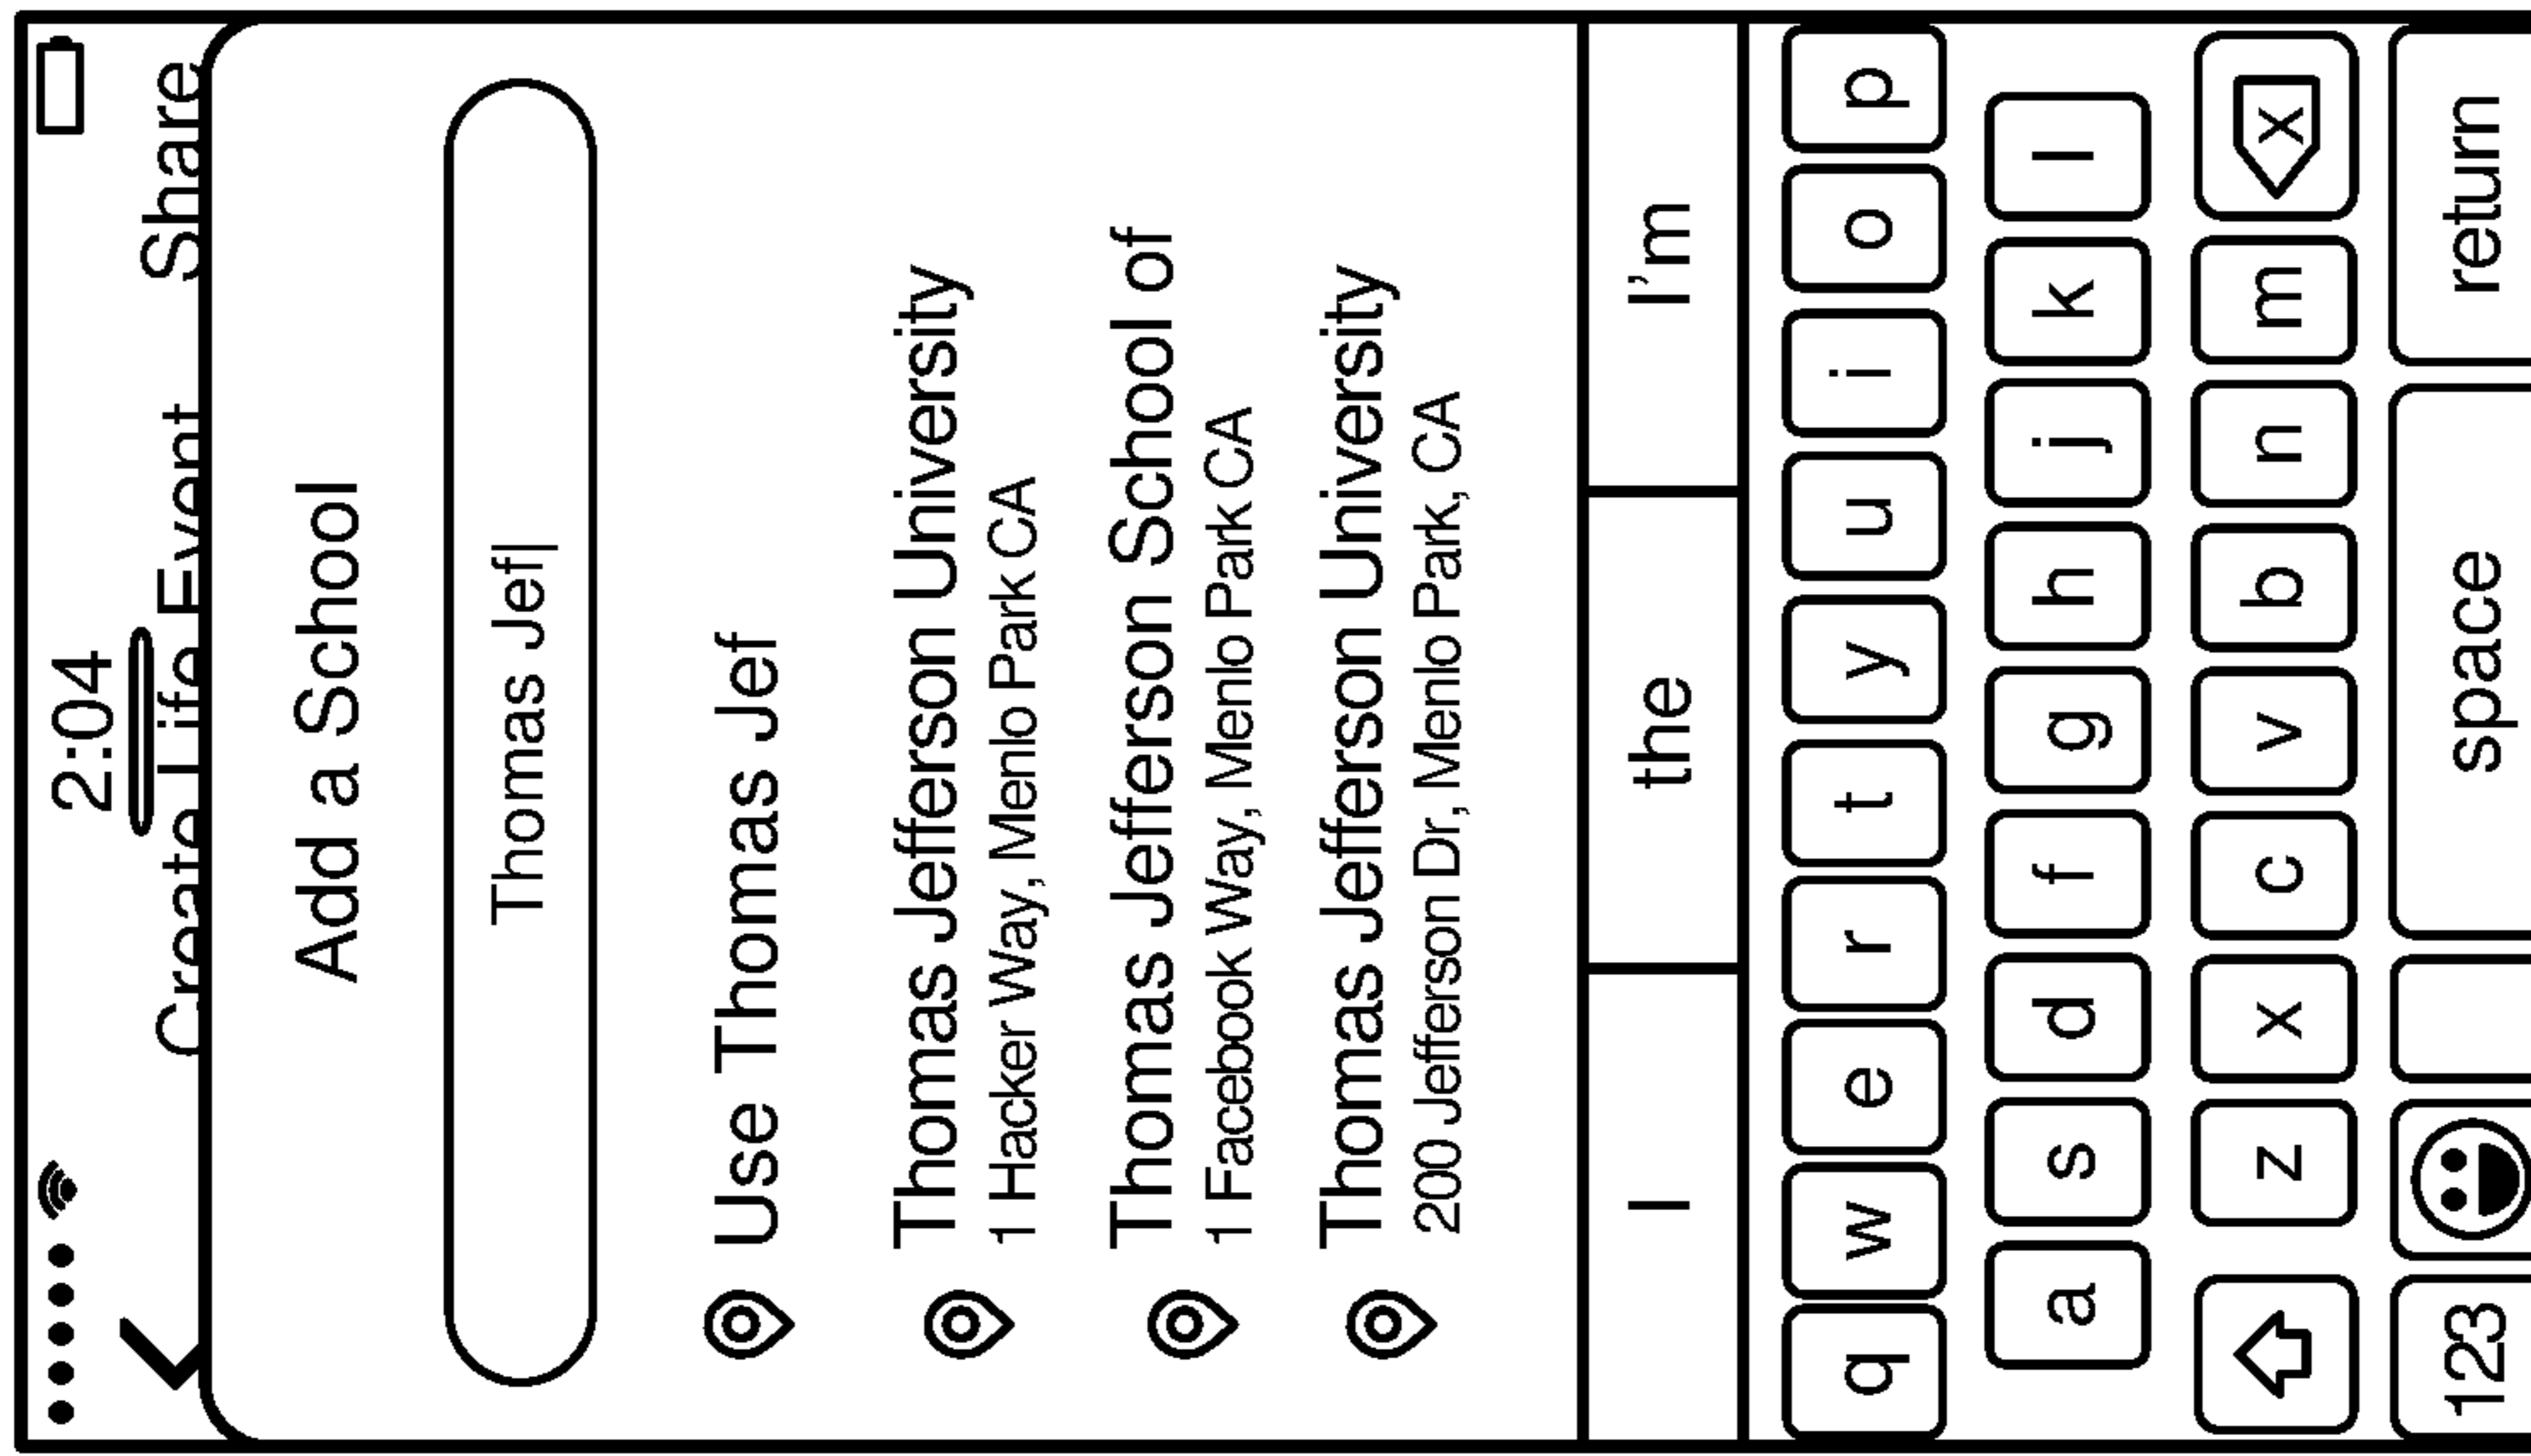 2:04
Create Life Event Share
Add a School
Thomas Jef
Use Thomas Jef
Thomas Jefferson University
1 Hacker Way, Menlo Park CA
Thomas Jefferson School of
1 Facebook Way, Menlo Park CA
Thomas Jefferson University
200 Jefferson Dr, Menlo Park, CA
I the I'm
q w e r t y u i o p
a s d f g h j k l
z x c v b n m x
123 space return